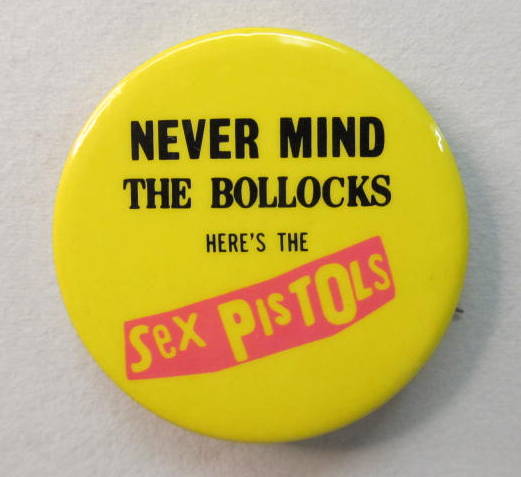 NEVER MIND
THE BOLLOCKS
HERE'S THE
Sex PisTOLs